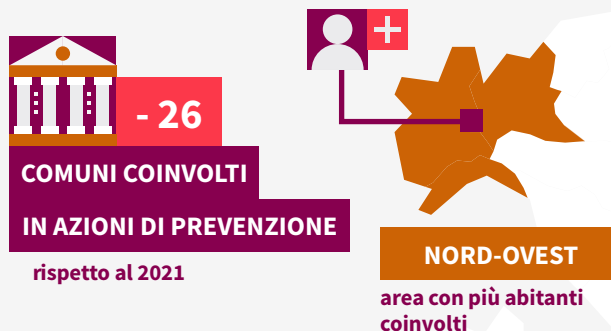 - 26
COMUNI COINVOLTI
IN AZIONI DI PREVENZIONE
rispetto al 2021
NORD-OVEST
area con più abitanti
coinvolti